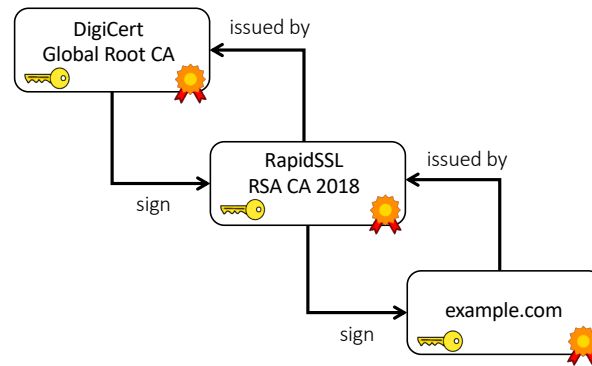 DigiCert
Global Root CA
issued by
sign
RapidSSL
RSA CA 2018
issued by
sign
example.com